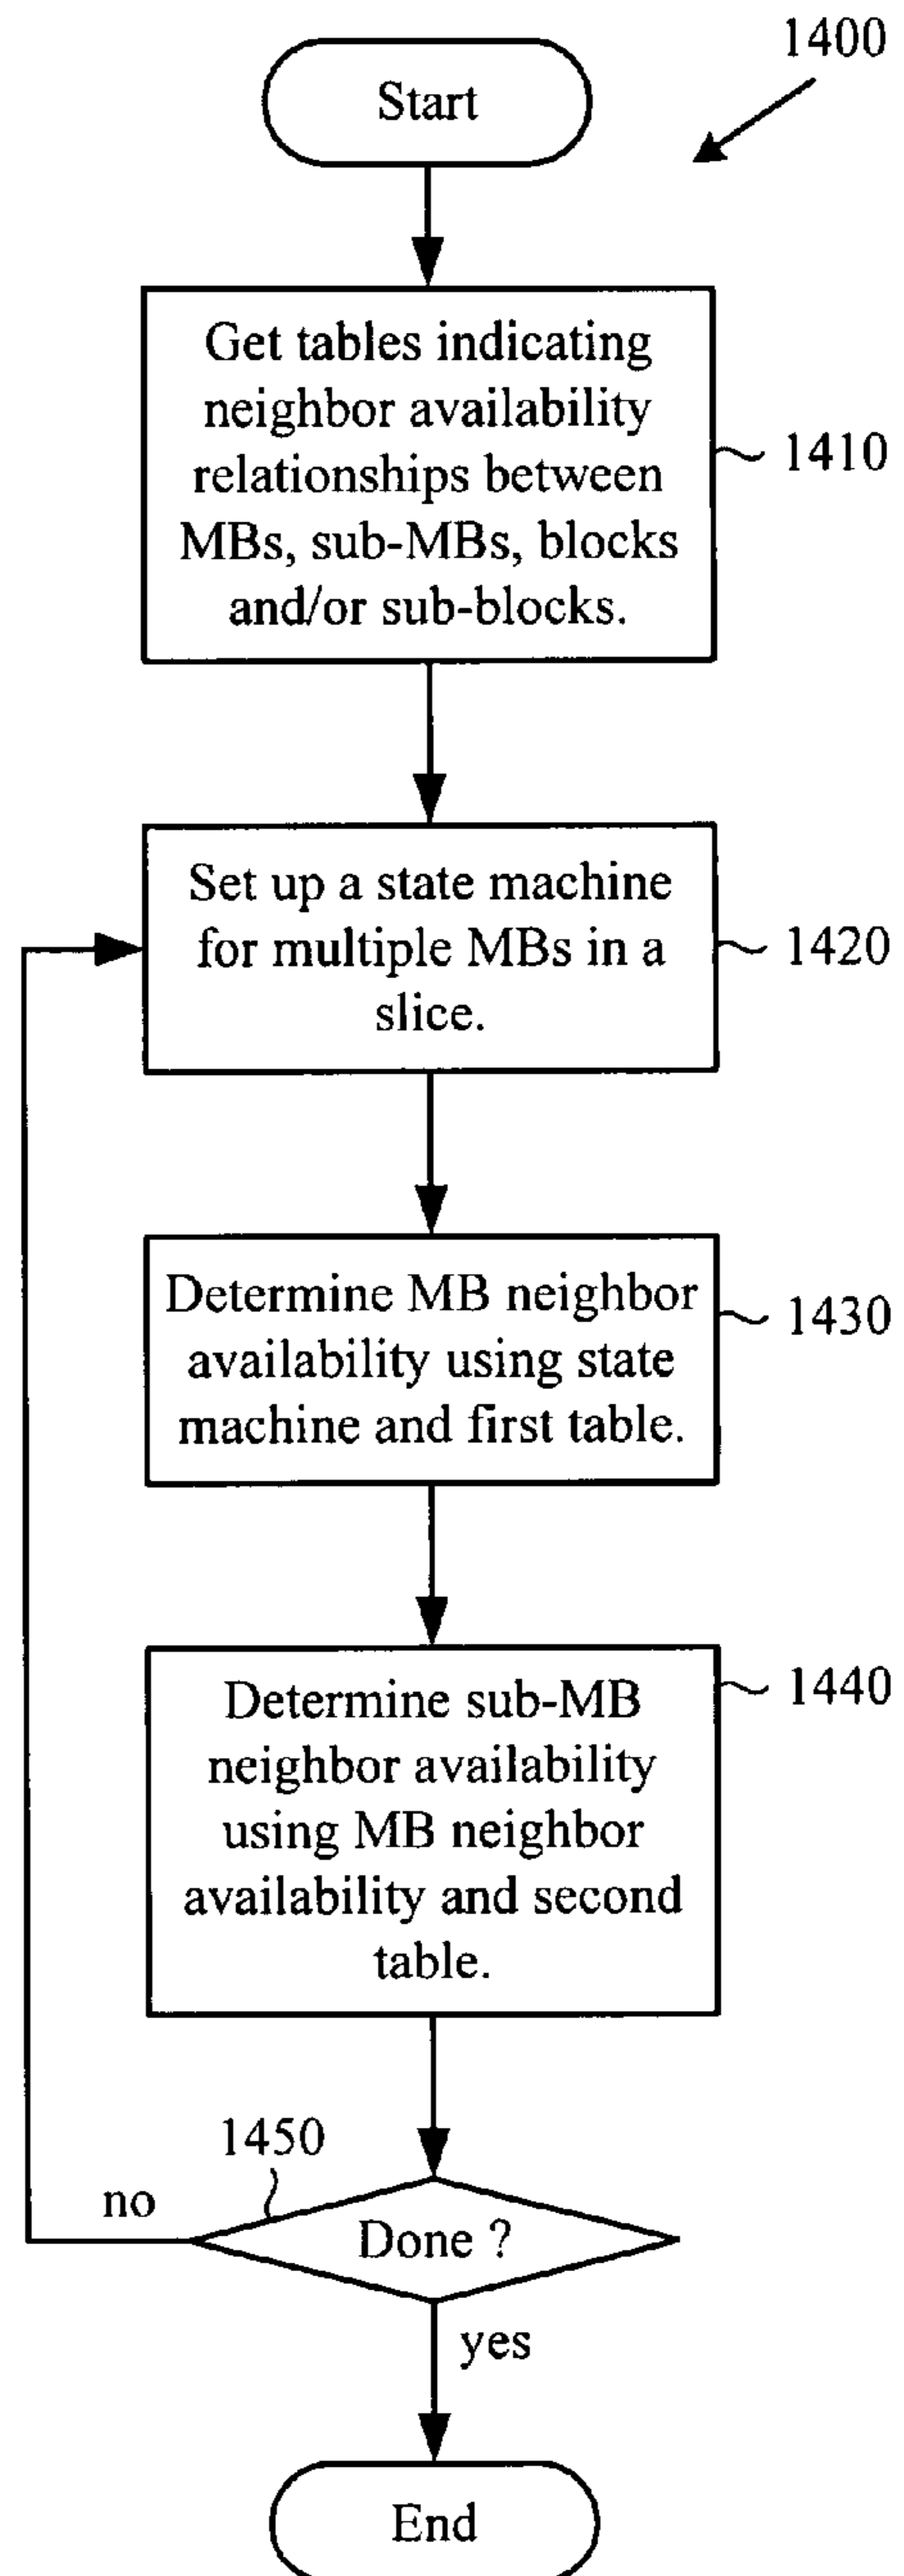 1400
Start
Get tables indicating
neighbor availability
relationships between
MBs, sub-MBs, blocks
and/or sub-blocks.
1410
Set up a state machine
for multiple MBs in a
slice.
1420
Determine MB neighbor
availability using state
machine and first table.
1430
Determine sub-MB
neighbor availability
using MB neighbor
availability and second
table.
1440
1450
no
Done ?
yes
End